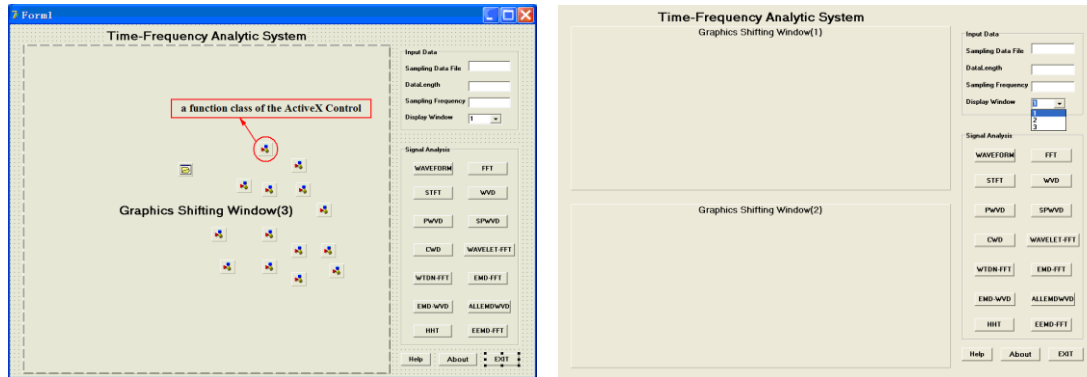 Form1
Time-Frequency Analytic System
a function class of the ActiveX Control
Graphics Shifting Window(3)
Input Data
Sampling Data File
DataLength
Sampling Frequency
Display Window 1
Signal Analysis
WAVEFORM FFT
STFT WVD
PWVD SPWVD
CWD WAVELET-FFT
WTDN-FFT EMD-FFT
EMD-WVD ALLEMDWVD
HHT EEMD-FFT
Help About EXIT
Time-Frequency Analytic System
Graphics Shifting Window(1)
Graphics Shifting Window(2)
Input Data
Sampling Data File
DataLength
Sampling Frequency
Display Window 1
1
2
3
Signal Analysis
WAVEFORM FFT
STFT WVD
PWVD SPWVD
CWD WAVELET-FFT
WTDN-FFT EMD-FFT
EMD-WVD ALLEMDWVD
HHT EEMD-FFT
Help About EXIT